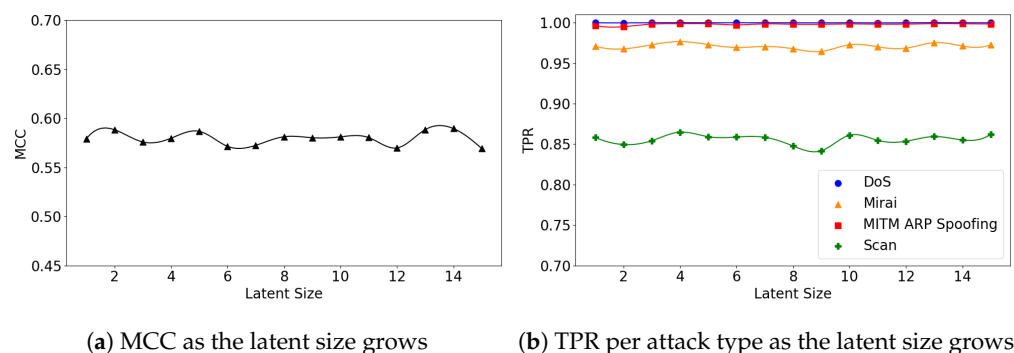 0.70
0.65
0.60
0.55
0.50
0.45
MCC
2 4 6 8 10 12 14
Latent Size
1.00
0.95
0.90
0.85
0.80
0.75
0.70
TPR
DoS
Mirai
MITM ARP Spoofing
Scan
2 4 6 8 10 12 14
Latent Size
(a) MCC as the latent size grows
(b) TPR per attack type as the latent size grows